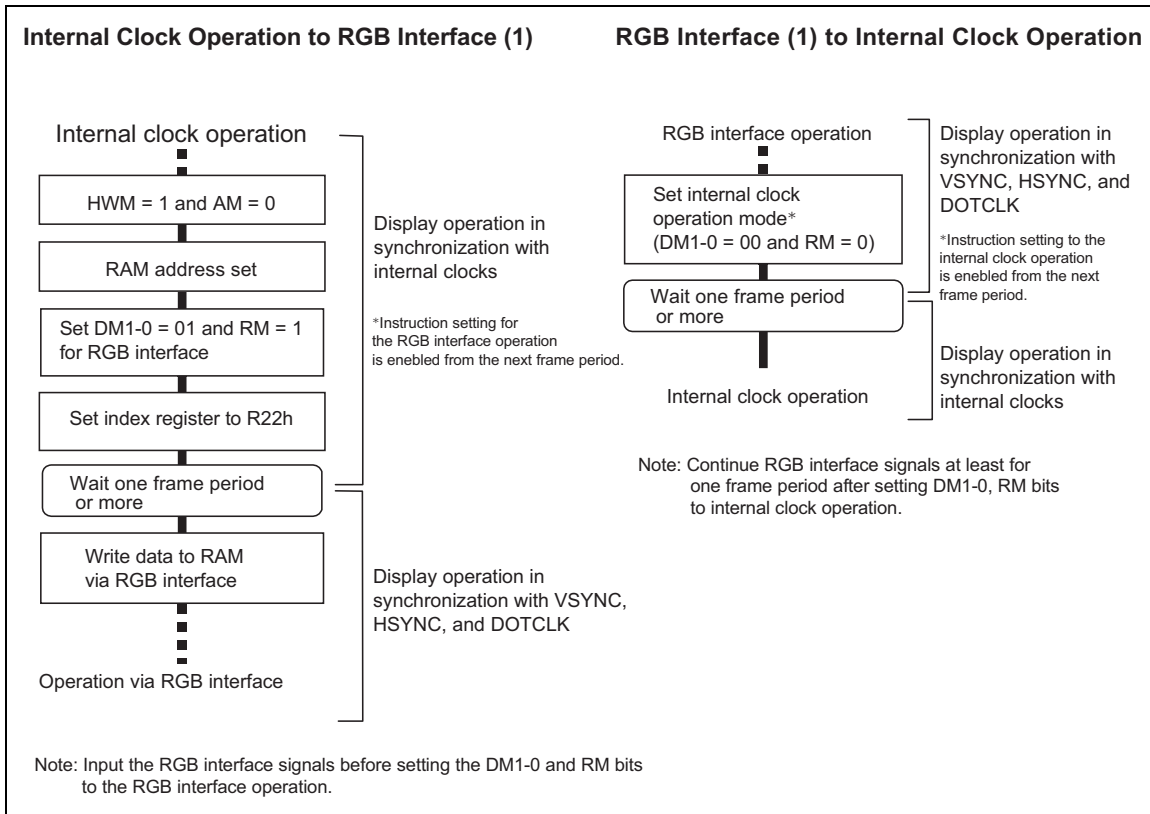 Internal Clock Operation to RGB Interface (1)
Internal clock operation
HWM = 1 and AM = 0
RAM address set
Set DM1-0 = 01 and RM = 1
for RGB interface
Set index register to R22h
Wait one frame period
or more
Write data to RAM
via RGB interface
Operation via RGB interface
Display operation in
synchronization with
internal clocks
*Instruction setting for
the RGB interface operation
is enebled from the next frame period.
Display operation in
synchronization with VSYNC,
HSYNC, and DOTCLK
Note: Input the RGB interface signals before setting the DM1-0 and RM bits
to the RGB interface operation.
RGB Interface (1) to Internal Clock Operation
RGB interface operation
Set internal clock
operation mode*
(DM1-0 = 00 and RM = 0)
Wait one frame period
or more
Internal clock operation
Display operation in
synchronization with
VSYNC, HSYNC, and
DOTCLK
*Instruction setting to the
internal clock operation
is enabled from the next
frame period.
Display operation in
synchronization with
internal clocks
Note: Continue RGB interface signals at least for
one frame period after setting DM1-0, RM bits
to internal clock operation.